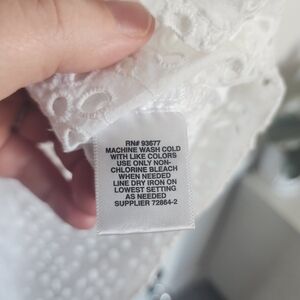 RN# 93677
MACHINE WASH COLD
WITH LIKE COLORS
USE ONLY NON-
CHLORINE BLEACH
WHEN NEEDED
LINE DRY IRON ON
LOWEST SETTING
AS NEEDED
SUPPLIER 72864-2